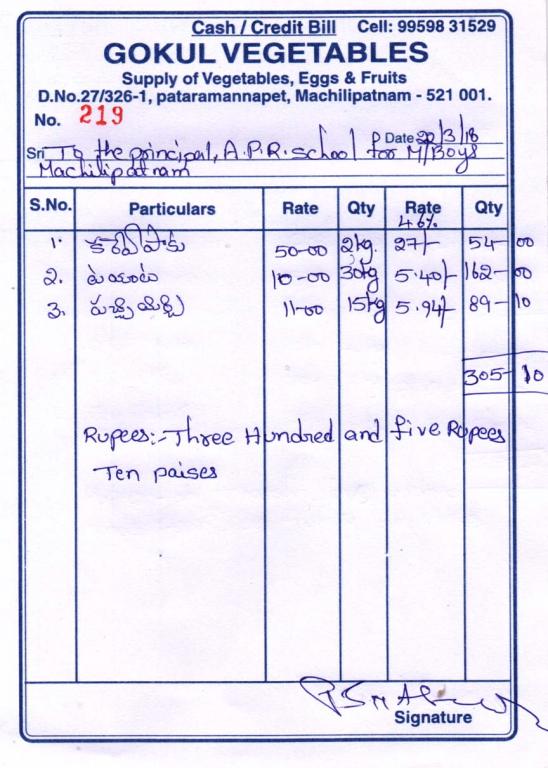 Cash / Credit Bill Cell: 99598 31529
GOKUL VEGETABLES
Supply of Vegetables, Eggs & Fruits
D.No.27/326-1, pataramannapet, Machilipatnam - 521 001.
No. 219
Date 22/3/18
Sri To the principal, A.P.R. school for M/Boys
Machilipatnam
S.No. Particulars Rate Qty Rate 46% Qty
1. కరివేపాకు 50-00 2kg. 27/- 54-00
2. టమాటా 10-00 30kg 5.40/- 162-00
3. పచ్చిమిర్చి 11-00 15kg 5.94/- 89-10
305-10
Rupees:- Three Hundred and five Rupees
Ten paises
Signature